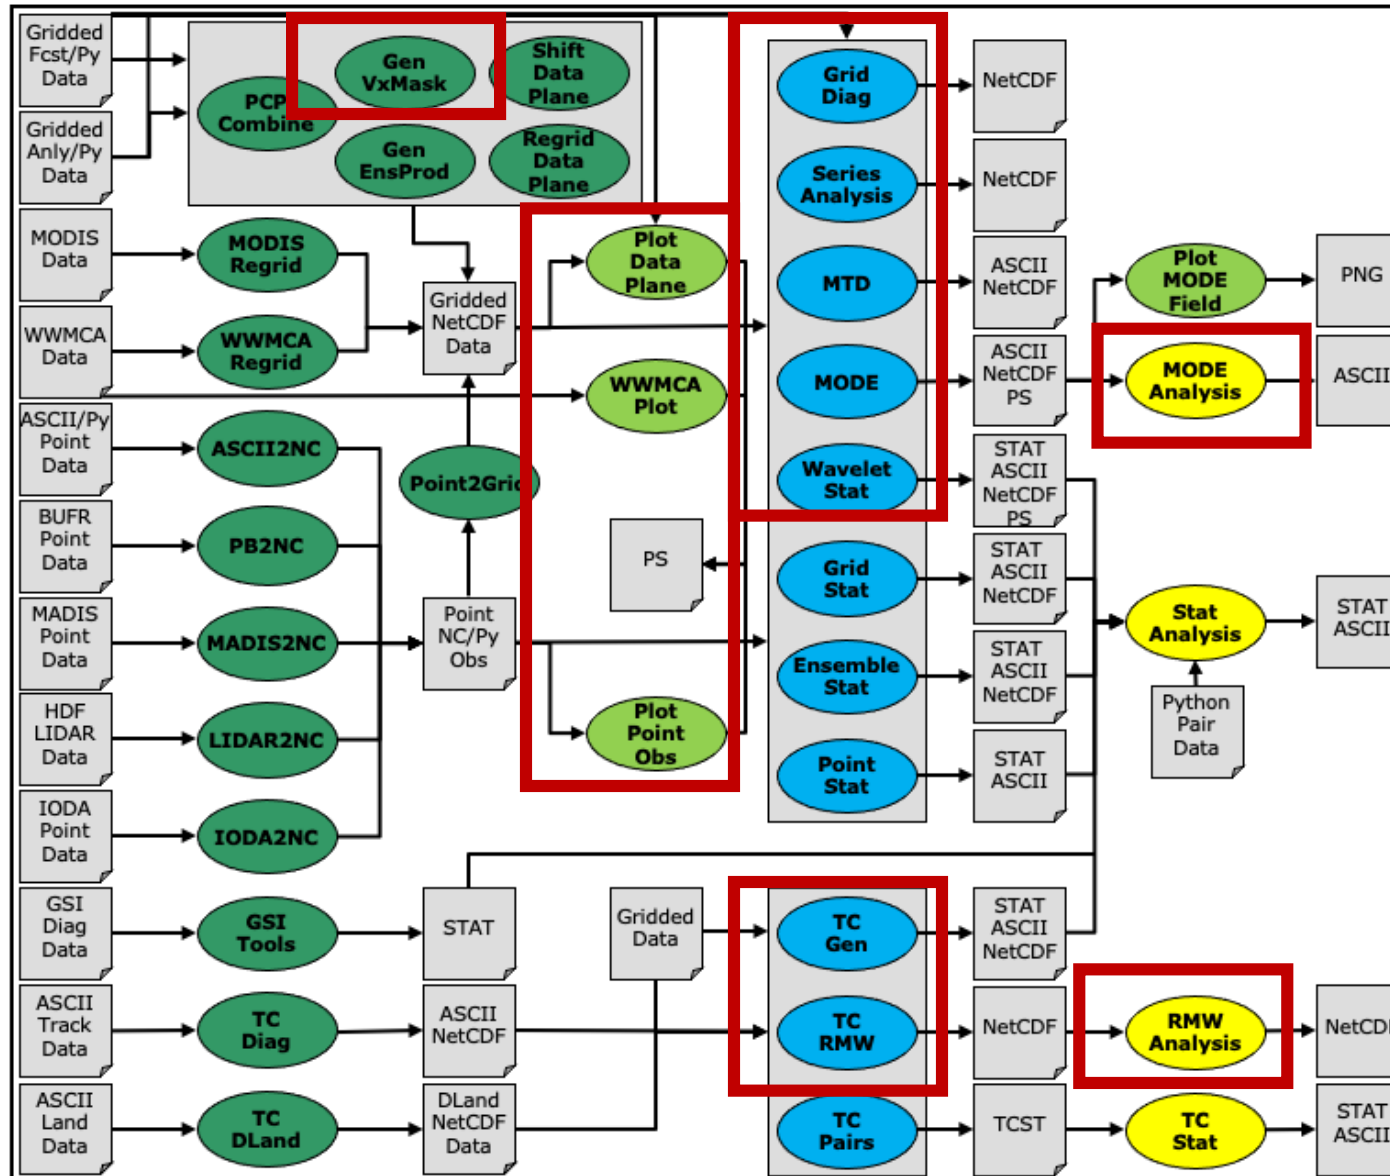 Gridded
Fcst/Py
Data
Gridded
Anly/Py
Data
MODIS
Data
WWMCA
Data
ASCII/Py
Point
Data
BUFR
Point
Data
MADIS
Point
Data
HDF
LIDAR
Data
IODA
Point
Data
GSI
Diag
Data
ASCII
Track
Data
ASCII
Land
Data
PCP
Combine
Gen
VxMask
Gen
EnsProd
Shift
Data
Plane
Regrid
Data
Plane
MODIS
Regrid
WWMCA
Regrid
ASCII2NC
PB2NC
MADIS2NC
LIDAR2NC
IODA2NC
GSI
Tools
TC
Diag
TC
DLand
Gridded
NetCDF
Data
Point2Grid
Point
NC/Py
Obs
STAT
ASCII
NetCDF
DLand
NetCDF
Data
Plot
Data
Plane
WWMCA
Plot
PS
Plot
Point
Obs
Gridded
Data
Grid
Diag
Series
Analysis
MTD
MODE
Wavelet
Stat
Grid
Stat
Ensemble
Stat
Point
Stat
TC
Gen
TC
RMW
TC
Pairs
NetCDF
NetCDF
ASCII
NetCDF
ASCII
NetCDF
PS
STAT
ASCII
NetCDF
PS
STAT
ASCII
NetCDF
STAT
ASCII
NetCDF
STAT
ASCII
STAT
ASCII
NetCDF
NetCDF
TCST
Plot
MODE
Field
MODE
Analysis
Stat
Analysis
Python
Pair
Data
RMW
Analysis
TC
Stat
PNG
ASCII
STAT
ASCII
NetCD
STAT
ASCII